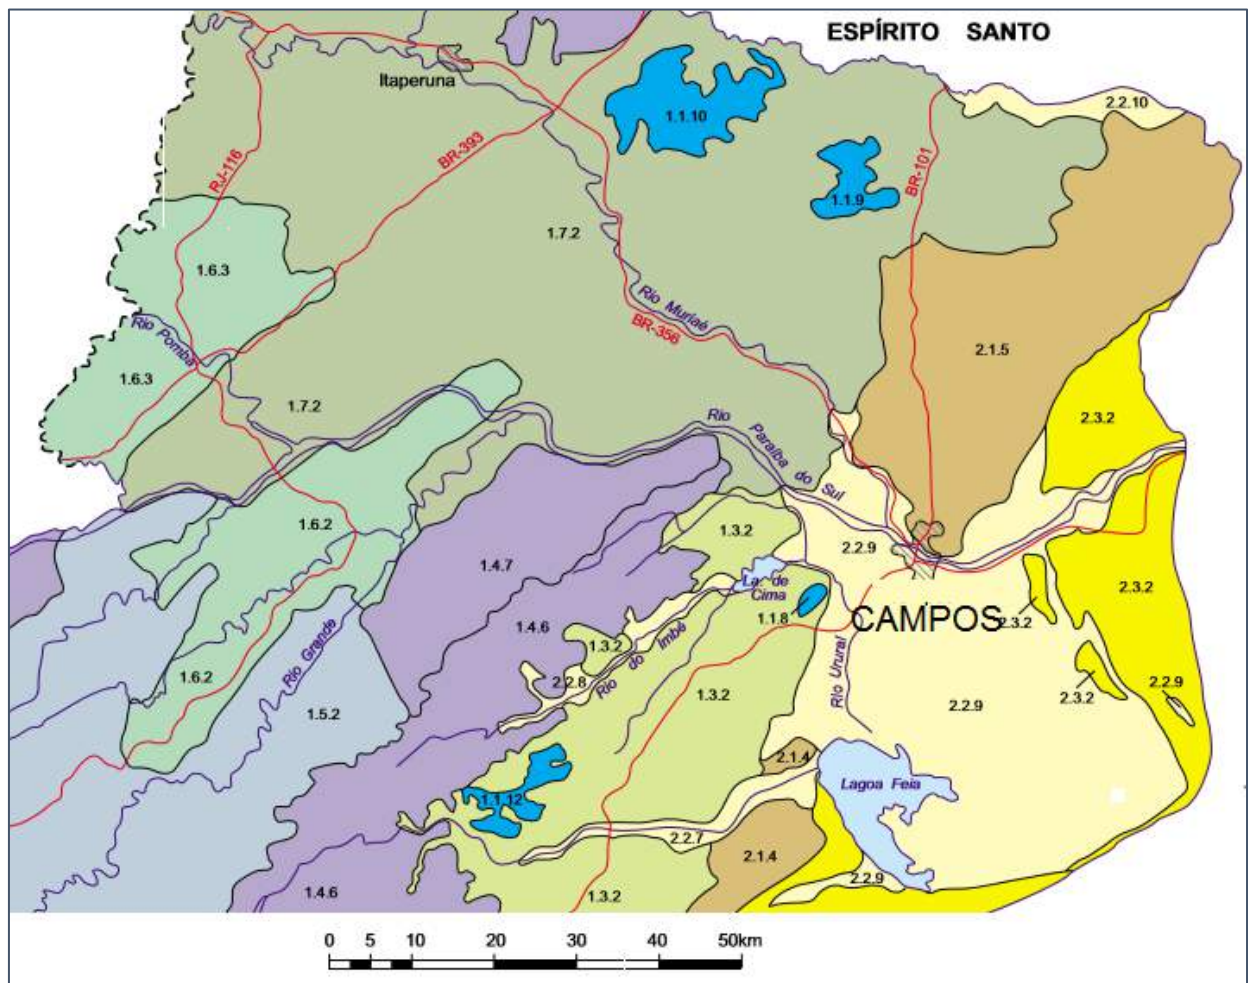 ESPÍRITO SANTO
Itaperuna
2.2.10
1.1.10
BR-393
RJ-116
BR-101
1.1.9
1.7.2
1.6.3
Rio Muriaé
Rio Pomba
BR-356
2.1.5
1.6.3
1.7.2
Rio Paraíba do Sul
2.3.2
1.6.2
1.3.2
2.2.9
1.4.7
La. de
Cima
2.3.2
1.1.8
CAMPOS
2.3.2
1.4.6
1.3.2
Rio do Imbé
Rio Grande
Rio Ururaí
1.6.2
2.2.8
1.3.2
2.3.2
2.2.9
1.5.2
2.2.9
2.1.4
Lagoa Feia
1.1.12
2.2.7
2.1.4
2.2.9
1.4.6
1.3.2
0 5 10 20 30 40 50km